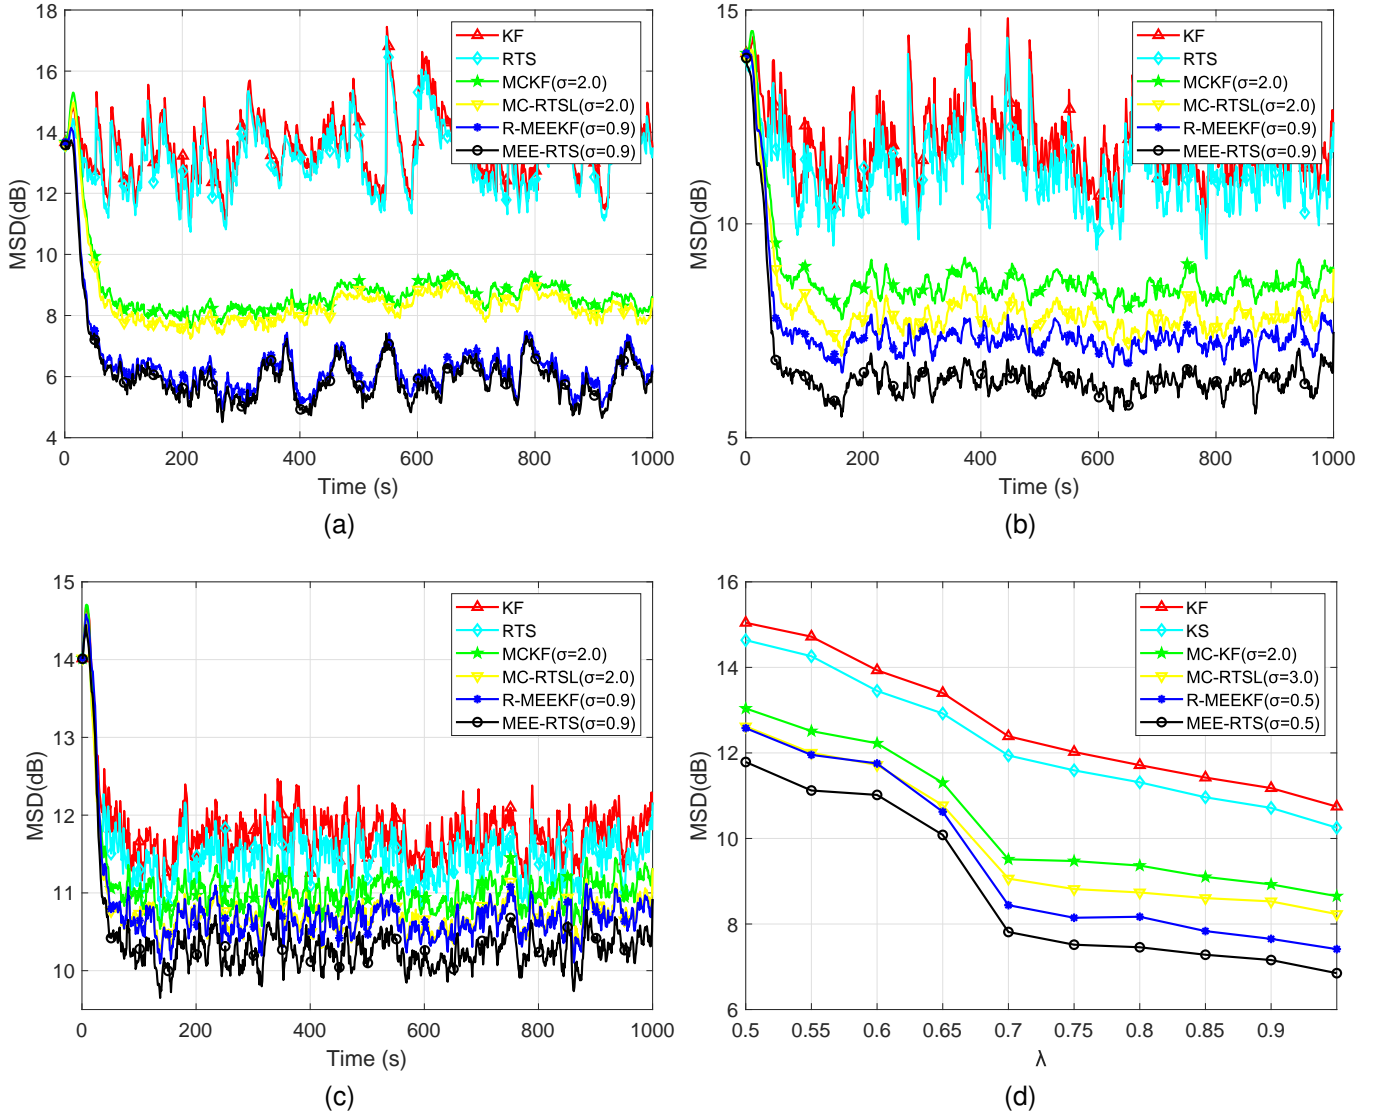 18
16
14
12
10
8
6
4
MSD(dB)
0 200 400 600 800 1000
Time (s)
KF
RTS
MCKF(σ=2.0)
MC-RTSL(σ=2.0)
R-MEEKF(σ=0.9)
MEE-RTS(σ=0.9)
(a)
15
10
5
MSD(dB)
0 200 400 600 800 1000
Time (s)
KF
RTS
MCKF(σ=2.0)
MC-RTSL(σ=2.0)
R-MEEKF(σ=0.9)
MEE-RTS(σ=0.9)
(b)
15
14
13
12
11
10
MSD(dB)
0 200 400 600 800 1000
Time (s)
KF
RTS
MCKF(σ=2.0)
MC-RTSL(σ=2.0)
R-MEEKF(σ=0.9)
MEE-RTS(σ=0.9)
(c)
16
14
12
10
8
6
MSD(dB)
0.5 0.55 0.6 0.65 0.7 0.75 0.8 0.85 0.9
λ
KF
KS
MC-KF(σ=2.0)
MC-RTSL(σ=3.0)
R-MEEKF(σ=0.5)
MEE-RTS(σ=0.5)
(d)